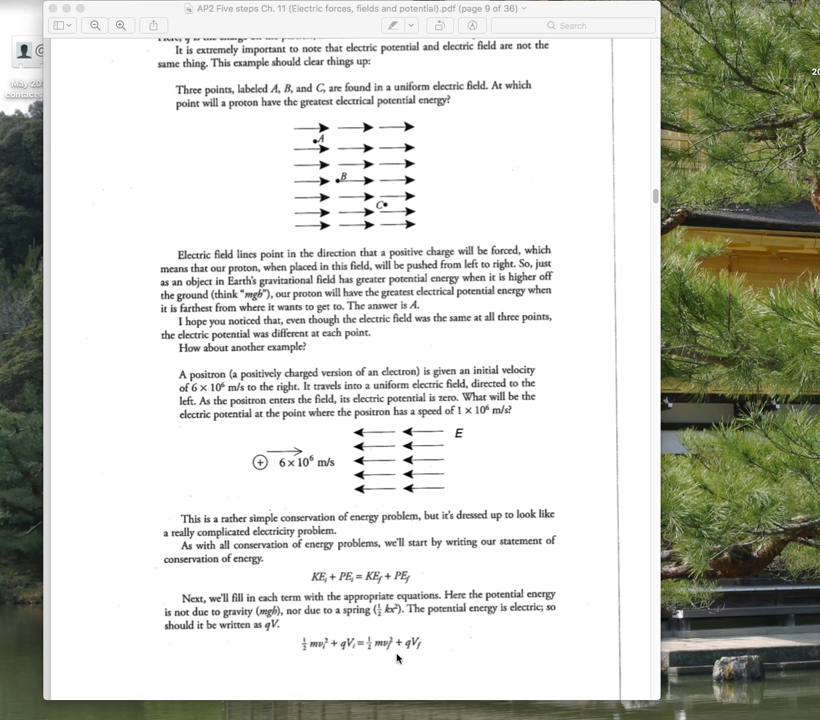 AP2 Five steps Ch. 11 (Electric forces, fields and potential).pdf (page 9 of 36)
Search
It is extremely important to note that electric potential and electric field are not the
same thing. This example should clear things up:
Three points, labeled A, B, and C, are found in a uniform electric field. At which
point will a proton have the greatest electrical potential energy?
A
B
C
Electric field lines point in the direction that a positive charge will be forced, which
means that our proton, when placed in this field, will be pushed from left to right. So, just
as an object in Earth's gravitational field has greater potential energy when it is higher off
the ground (think "mgh"), our proton will have the greatest electrical potential energy when
it is farthest from where it wants to get to. The answer is A.
I hope you noticed that, even though the electric field was the same at all three points,
the electric potential was different at each point.
How about another example?
A positron (a positively charged version of an electron) is given an initial velocity
of 6 × 10⁶ m/s to the right. It travels into a uniform electric field, directed to the
left. As the positron enters the field, its electric potential is zero. What will be the
electric potential at the point where the positron has a speed of 1 × 10⁶ m/s?
E
+ 6 × 10⁶ m/s
This is a rather simple conservation of energy problem, but it's dressed up to look like
a really complicated electricity problem.
As with all conservation of energy problems, we'll start by writing our statement of
conservation of energy.
KEᵢ + PEᵢ = KE_f + PE_f
Next, we'll fill in each term with the appropriate equations. Here the potential energy
is not due to gravity (mgh), nor due to a spring (½ kx²). The potential energy is electric; so
should it be written as qV.
½ mvᵢ² + qVᵢ = ½ mv_f² + qV_f